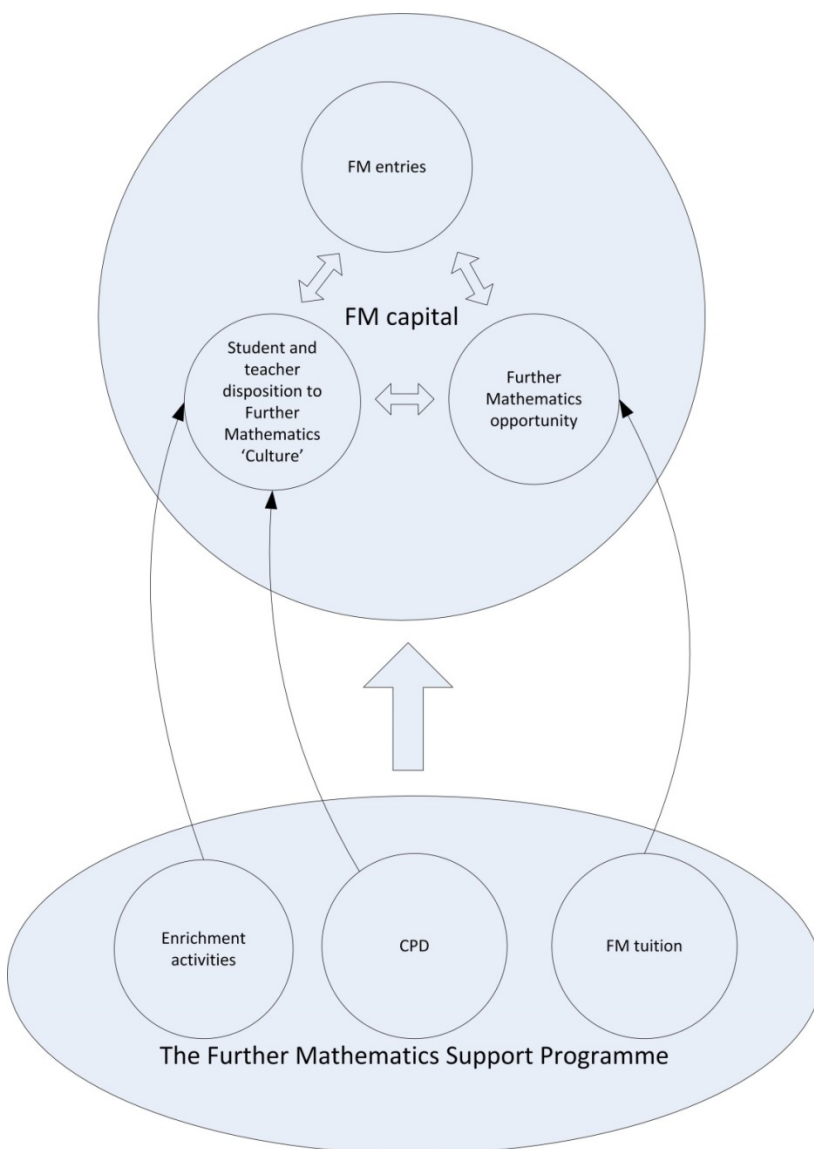 FM entries
FM capital
Student and
teacher
disposition to
Further
Mathematics
‘Culture’
Further
Mathematics
opportunity
Enrichment
activities
CPD
FM tuition
The Further Mathematics Support Programme